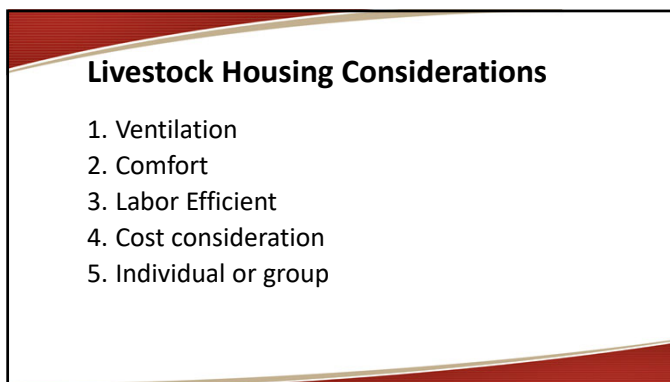 Livestock Housing Considerations
1. Ventilation
2. Comfort
3. Labor Efficient
4. Cost consideration
5. Individual or group